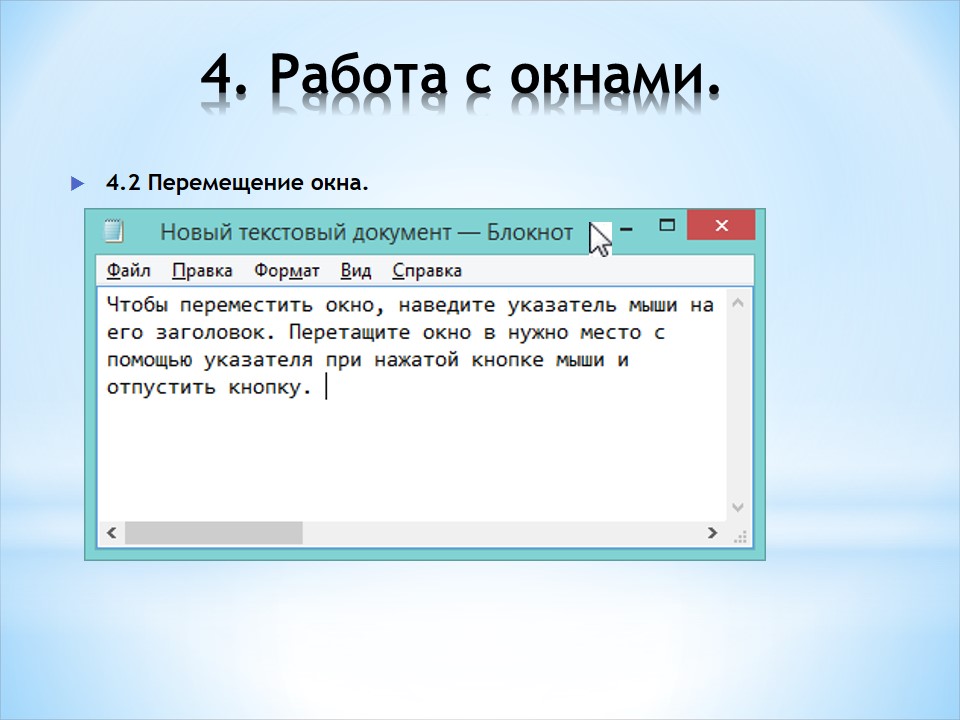 4. Работа с окнами.
4.2 Перемещение окна.
Новый текстовый документ — Блокнот
Файл Правка Формат Вид Справка
Чтобы переместить окно, наведите указатель мыши на
его заголовок. Перетащите окно в нужно место с
помощью указателя при нажатой кнопке мыши и
отпустить кнопку.